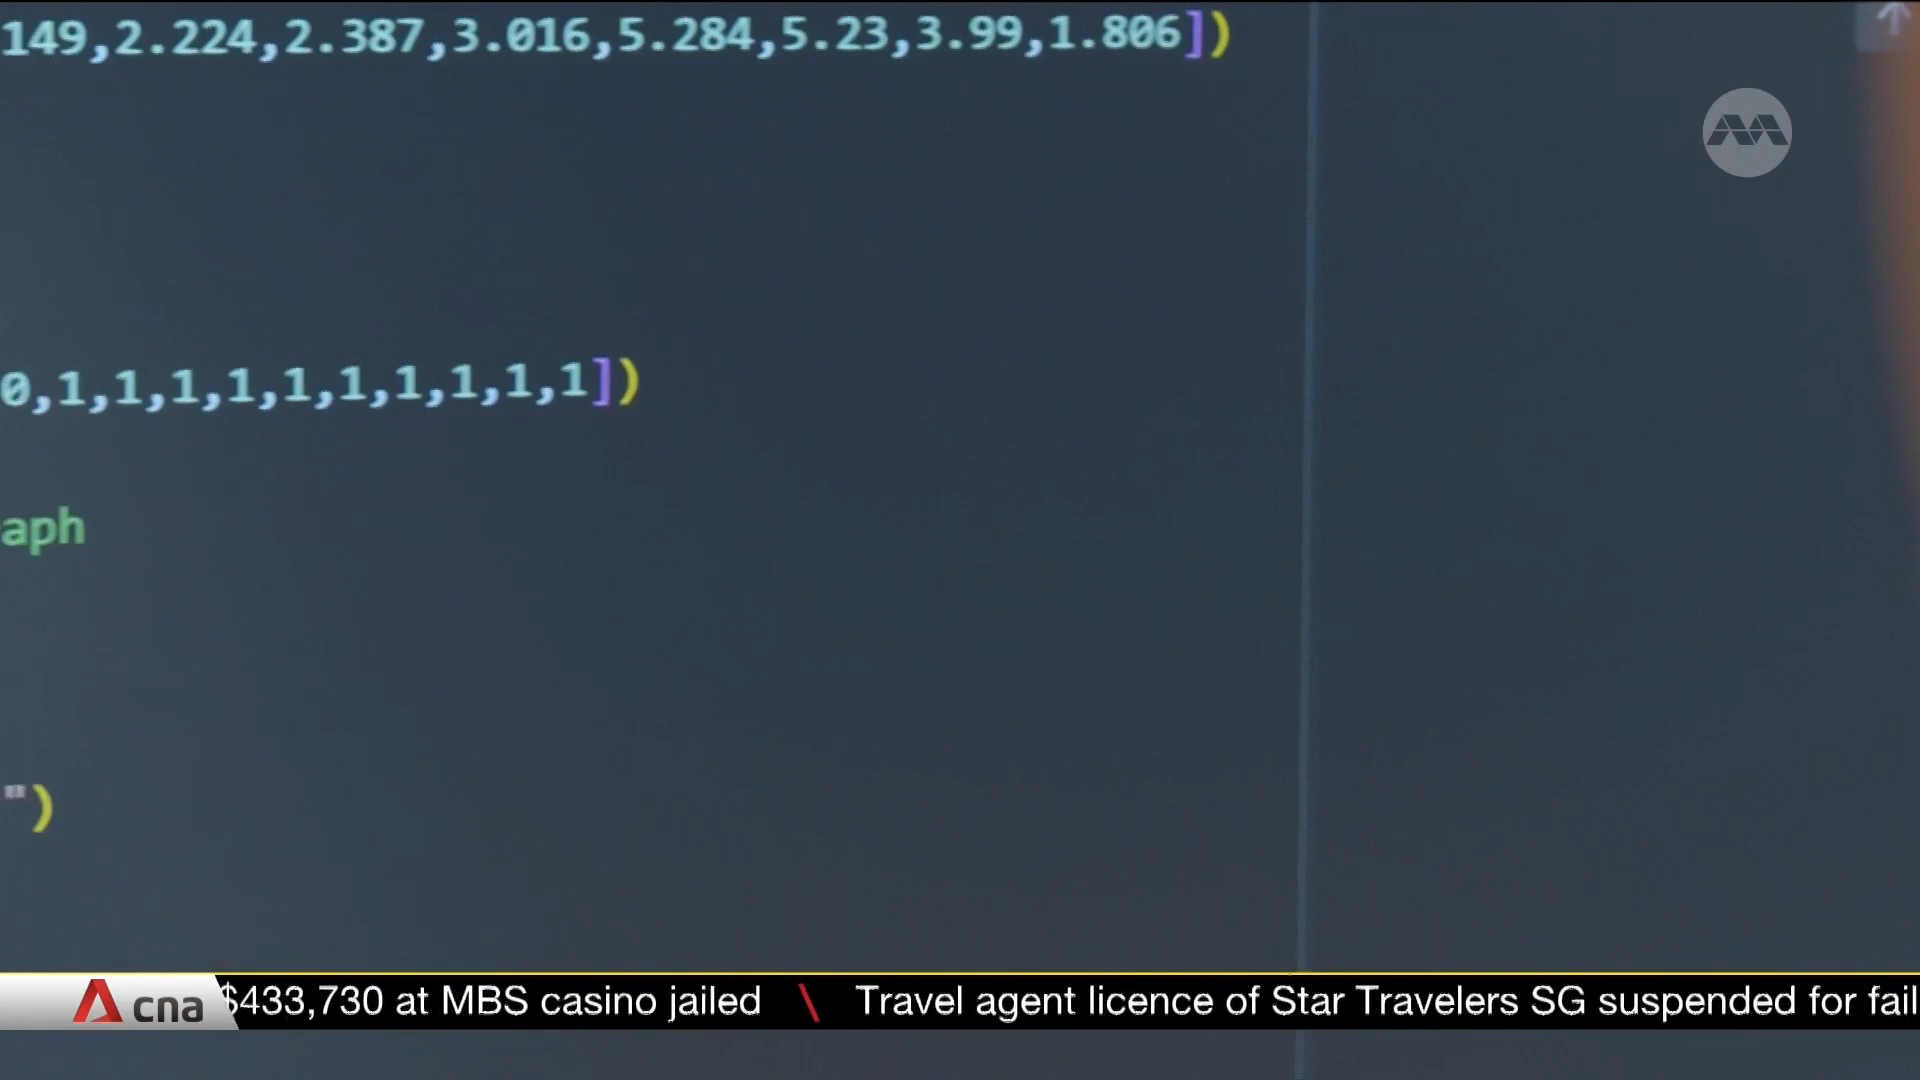 149,2.224,2.387,3.016,5.284,5.23,3.99,1.806])
0,1,1,1,1,1,1,1,1,1,1])
aph
")
cna
$433,730 at MBS casino jailed \ Travel agent licence of Star Travelers SG suspended for fail